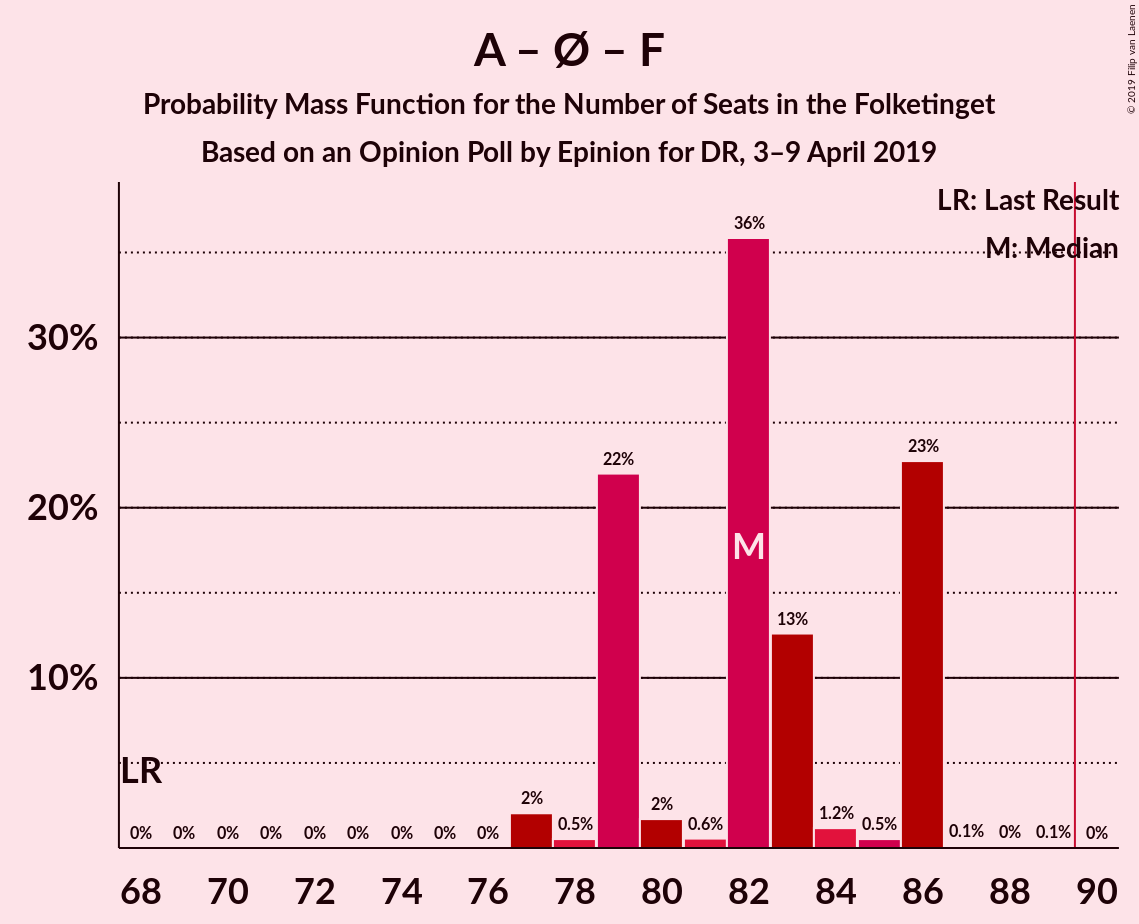 A – Ø – F
Probability Mass Function for the Number of Seats in the Folketinget
Based on an Opinion Poll by Epinion for DR, 3–9 April 2019
© 2019 Filip van Laenen
LR: Last Result
M: Median
36%
30%
23%
22%
20%
M
13%
10%
LR
2%
2%
1.2%
0.5%
0.6%
0.5%
0% 0% 0% 0% 0% 0% 0% 0% 0% 0.1% 0% 0.1% 0%
68 70 72 74 76 78 80 82 84 86 88 90